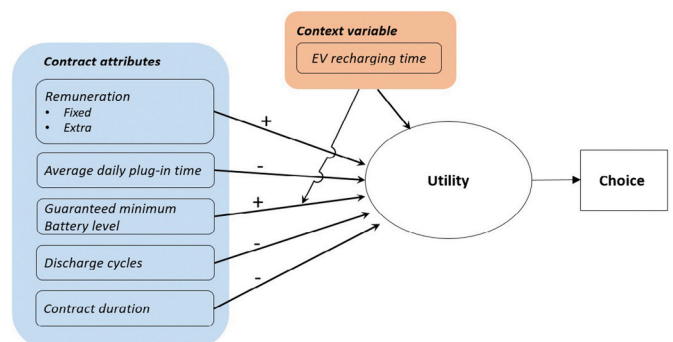 Context variable
EV recharging time
Contract attributes
Remuneration
• Fixed
• Extra
Average daily plug-in time
Guaranteed minimum
Battery level
Discharge cycles
Contract duration
+
-
+
-
-
Utility
Choice